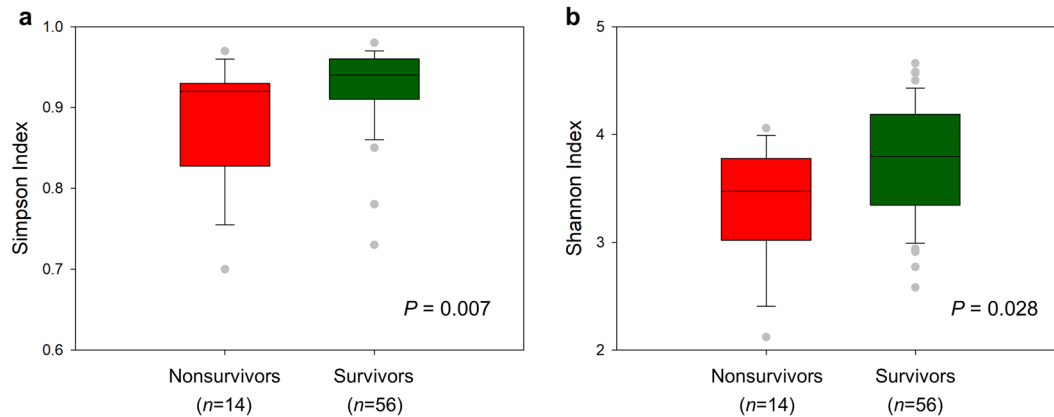 a
1.0
0.9
0.8
0.7
0.6
Simpson Index
P = 0.007
Nonsurvivors Survivors
(n=14) (n=56)
b
5
4
3
2
Shannon Index
P = 0.028
Nonsurvivors Survivors
(n=14) (n=56)